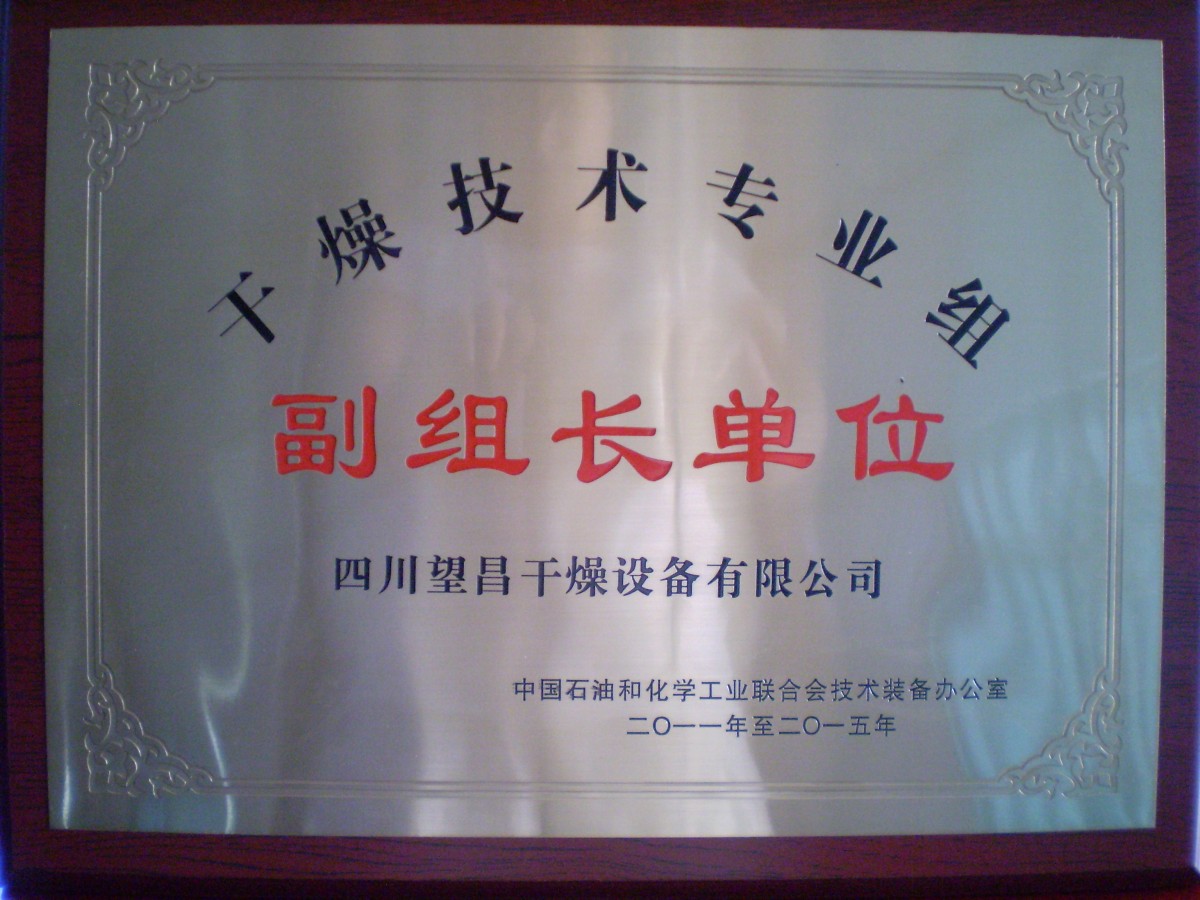 干燥技术专业组
副组长单位
四川望昌干燥设备有限公司
中国石油和化学工业联合会技术装备办公室
二〇一一年至二〇一五年